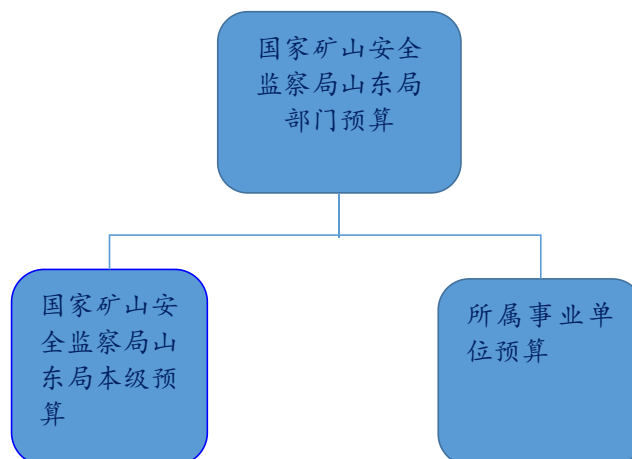 国家矿山安全
监察局山东局
部门预算
国家矿山安
全监察局山
东局本级预
算
所属事业单
位预算